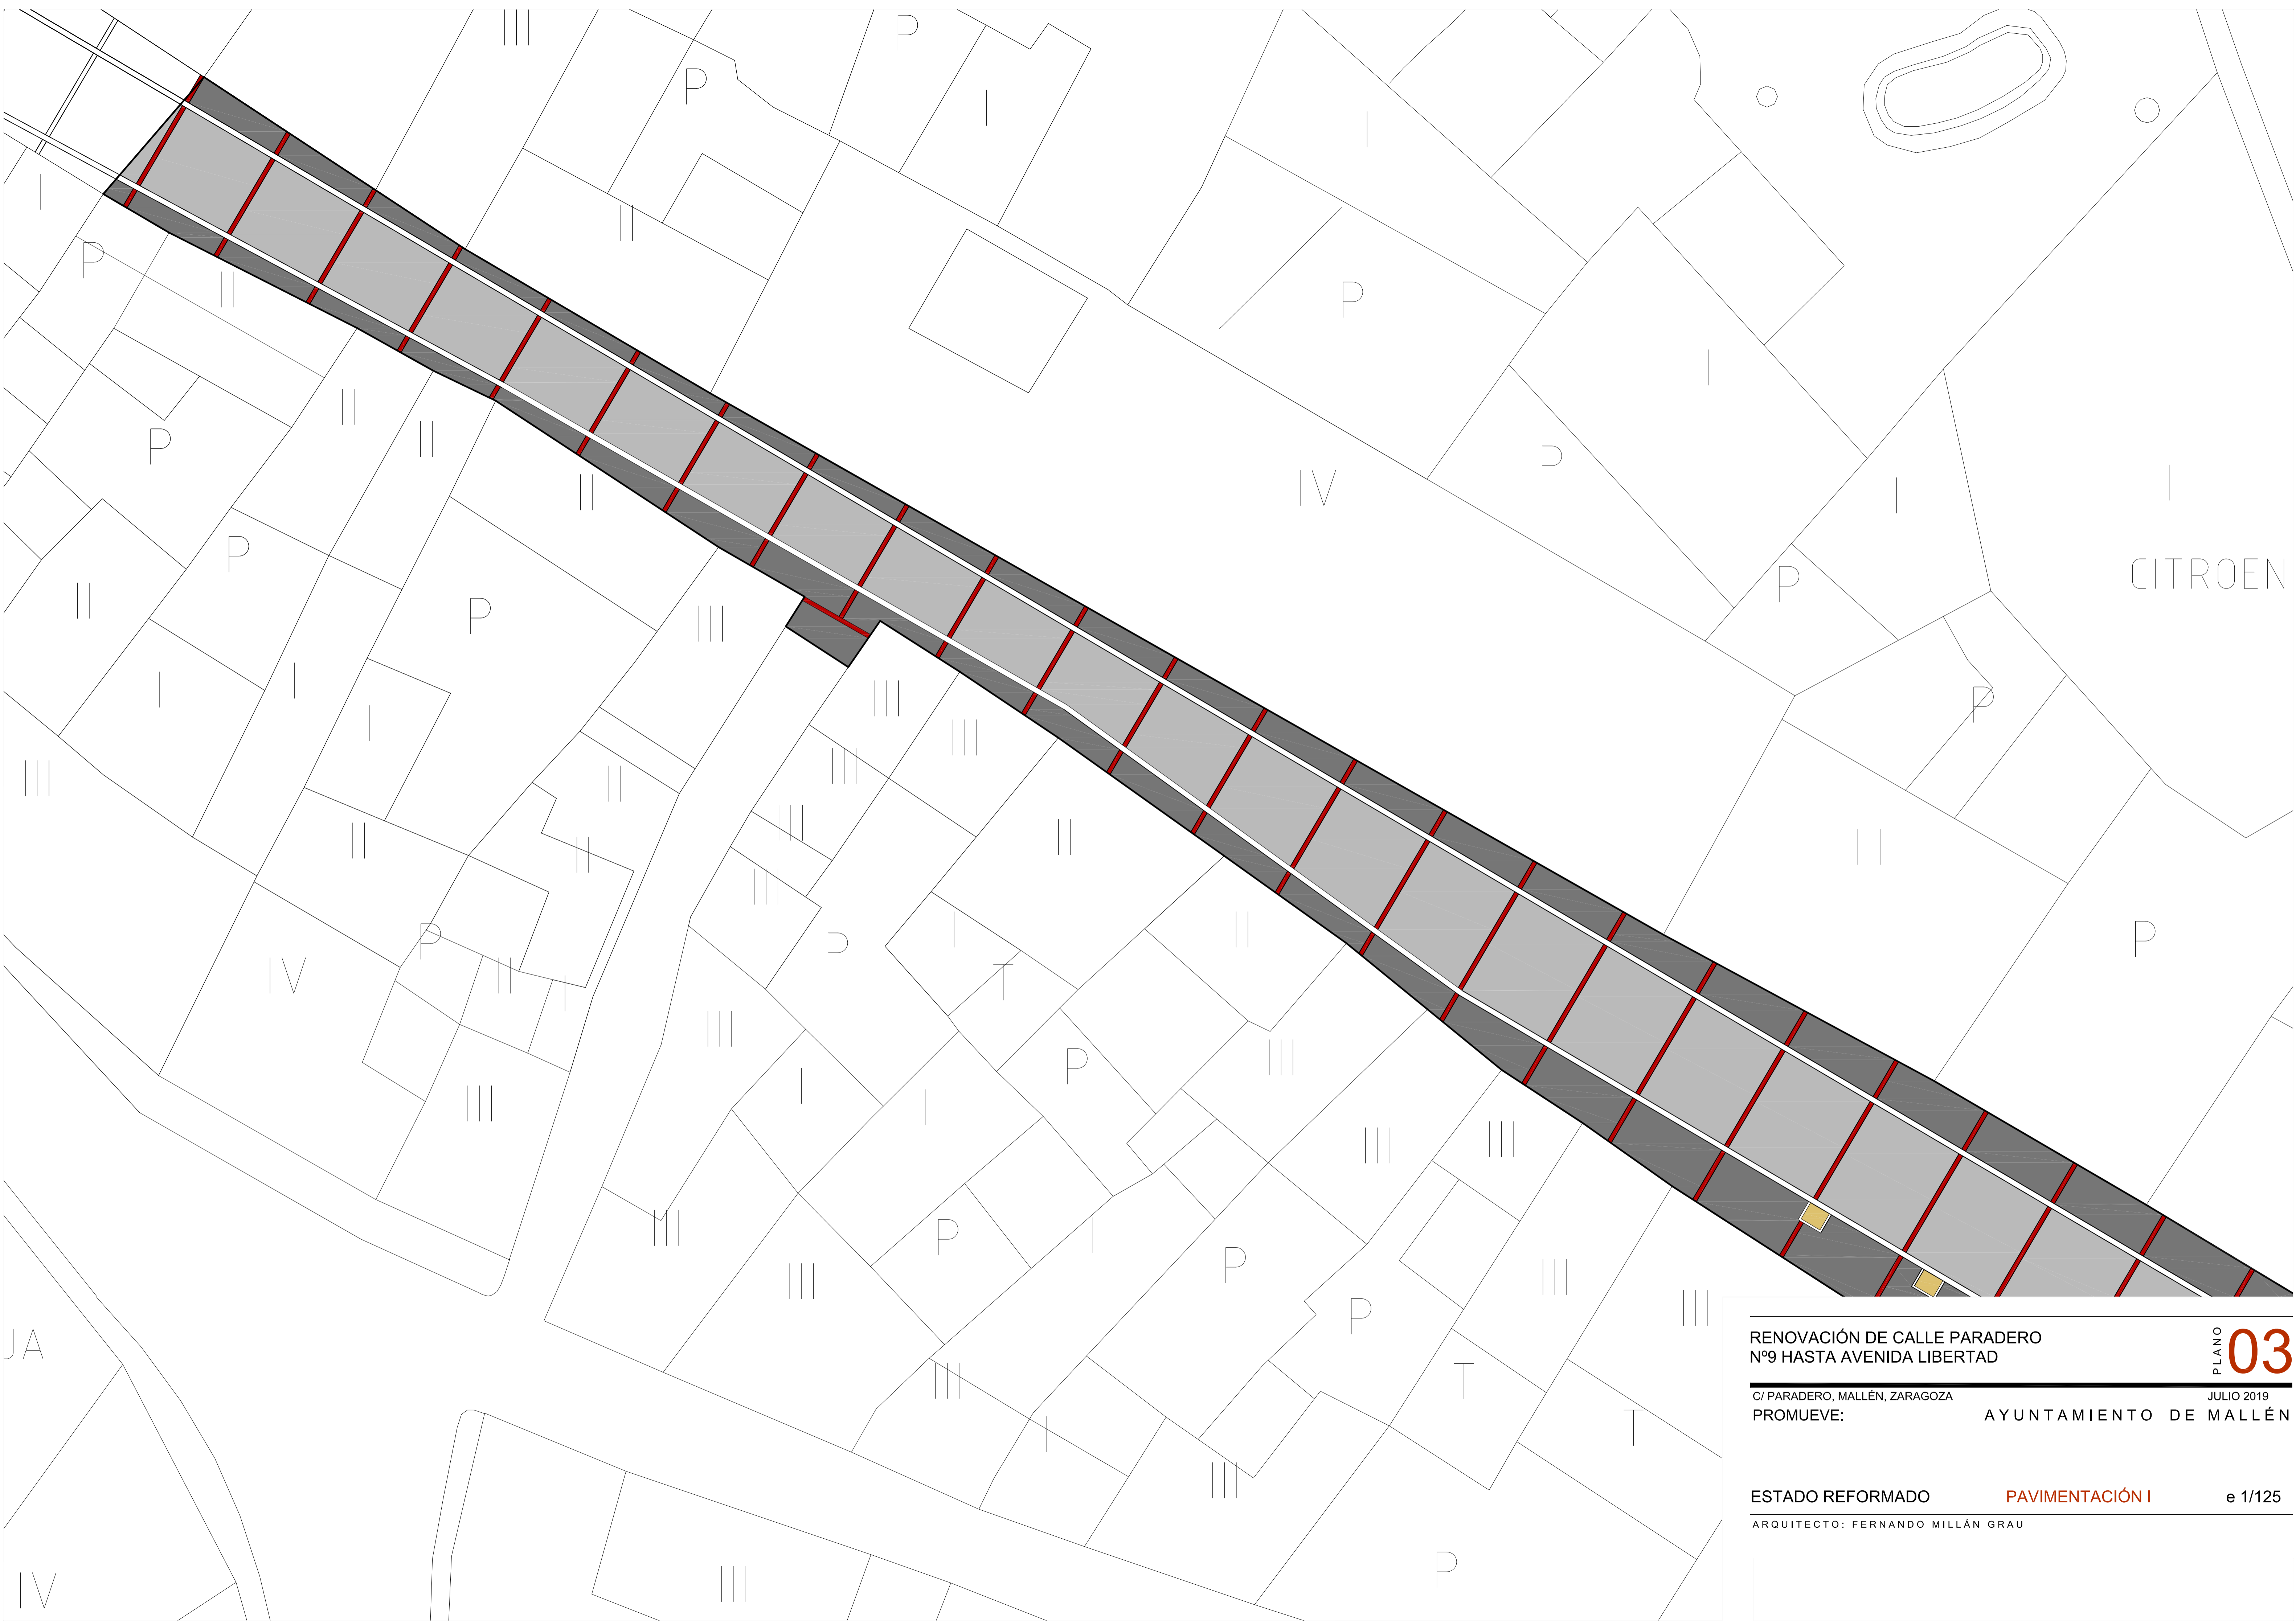 III
P
P
I
I
I
II
P
II
P
I
II
II
P
P
IV
I
I
II
CITROEN
P
P
II
P
III
II
I
P
III
I
III
III
III
II
III
III
II
II
II
III
P
P
I
II
P
IV
II
I
T
III
III
P
III
III
I
I
III
III
P
I
P
III
III
P
III
JA
III
T
I
T
III
P
III
IV
RENOVACIÓN DE CALLE PARADERO
Nº9 HASTA AVENIDA LIBERTAD
PLANO 03
C/ PARADERO, MALLÉN, ZARAGOZA JULIO 2019
PROMUEVE: AYUNTAMIENTO DE MALLÉN
ESTADO REFORMADO PAVIMENTACIÓN I e 1/125
ARQUITECTO: FERNANDO MILLÁN GRAU